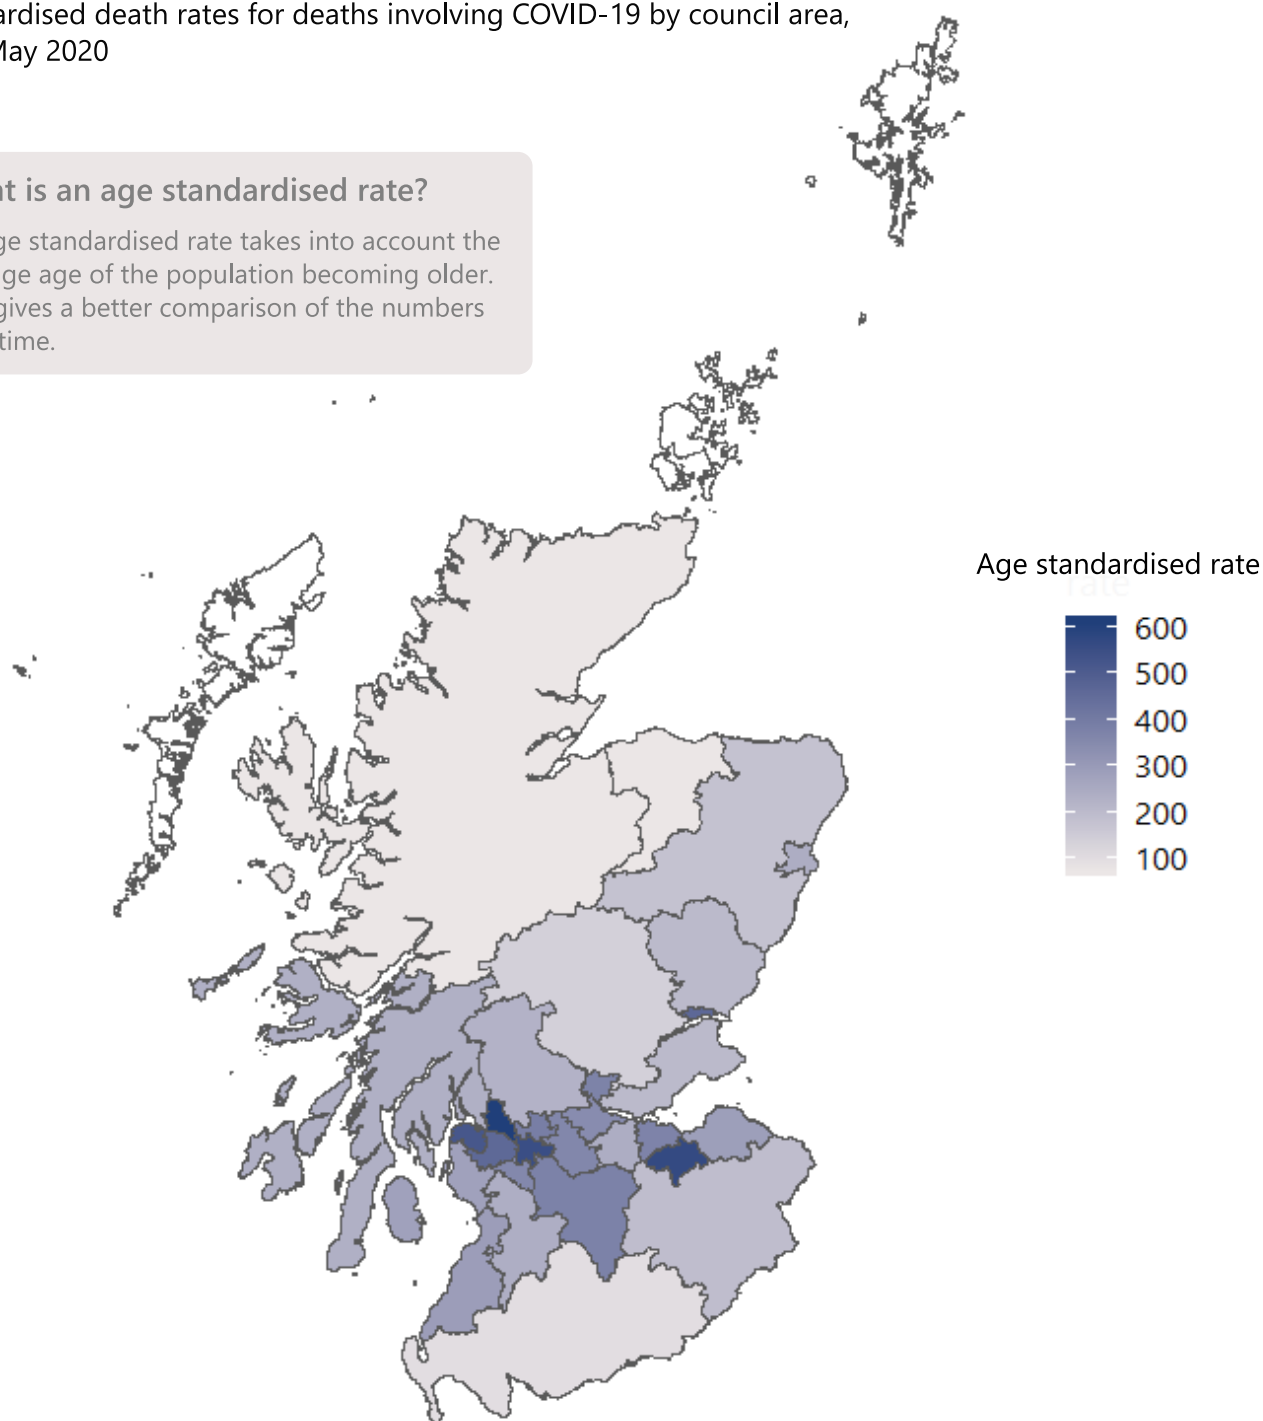 ardised death rates for deaths involving COVID-19 by council area,
May 2020
at is an age standardised rate?
ge standardised rate takes into account the
ge age of the population becoming older.
gives a better comparison of the numbers
time.
Age standardised rate
rate
600
500
400
300
200
100